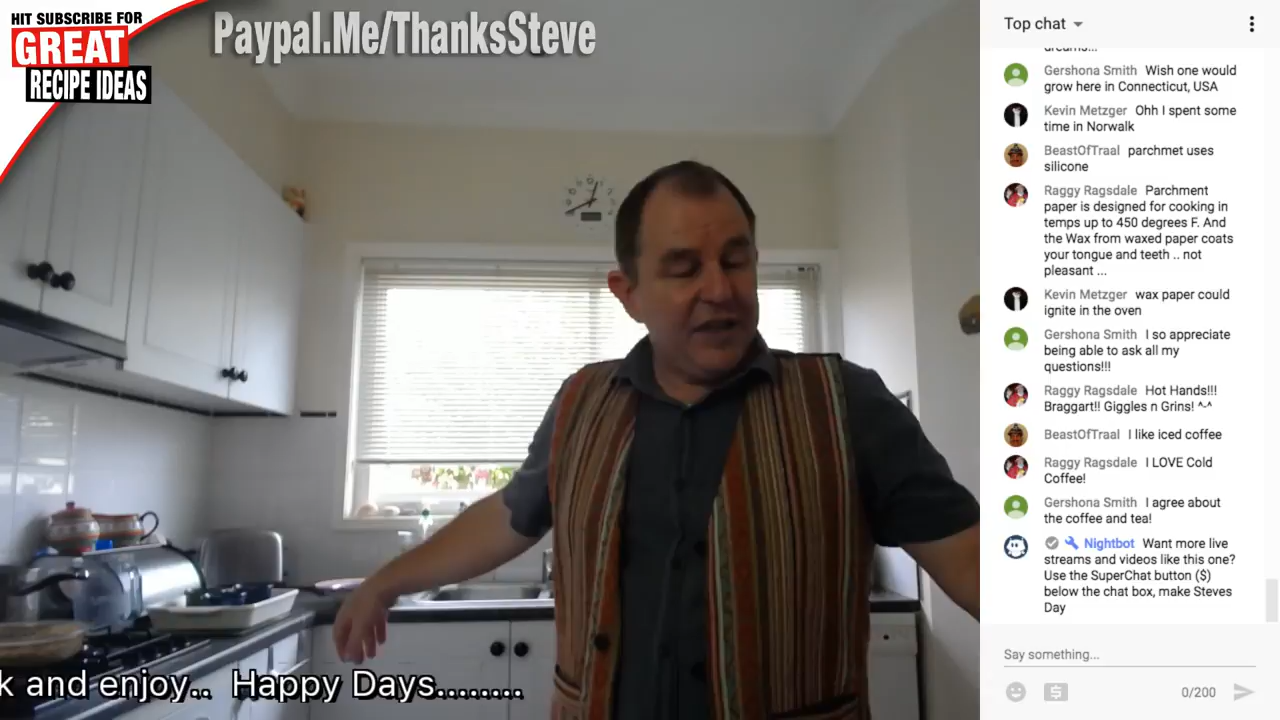 HIT SUBSCRIBE FOR
GREAT
RECIPE IDEAS
Paypal.Me/ThanksSteve
k and enjoy.. Happy Days........
Top chat
dreams...
Gershona Smith Wish one would
grow here in Connecticut, USA
Kevin Metzger Ohh I spent some
time in Norwalk
BeastOfTraal parchmet uses
silicone
Raggy Ragsdale Parchment
paper is designed for cooking in
temps up to 450 degrees F. And
the Wax from waxed paper coats
your tongue and teeth .. not
pleasant ...
Kevin Metzger wax paper could
ignite in the oven
Gershona Smith I so appreciate
being able to ask all my
questions!!!
Raggy Ragsdale Hot Hands!!!
Braggart!! Giggles n Grins! ^-^
BeastOfTraal I like iced coffee
Raggy Ragsdale I LOVE Cold
Coffee!
Gershona Smith I agree about
the coffee and tea!
Nightbot Want more live
streams and videos like this one?
Use the SuperChat button ($)
below the chat box, make Steves
Day
Say something...
0/200